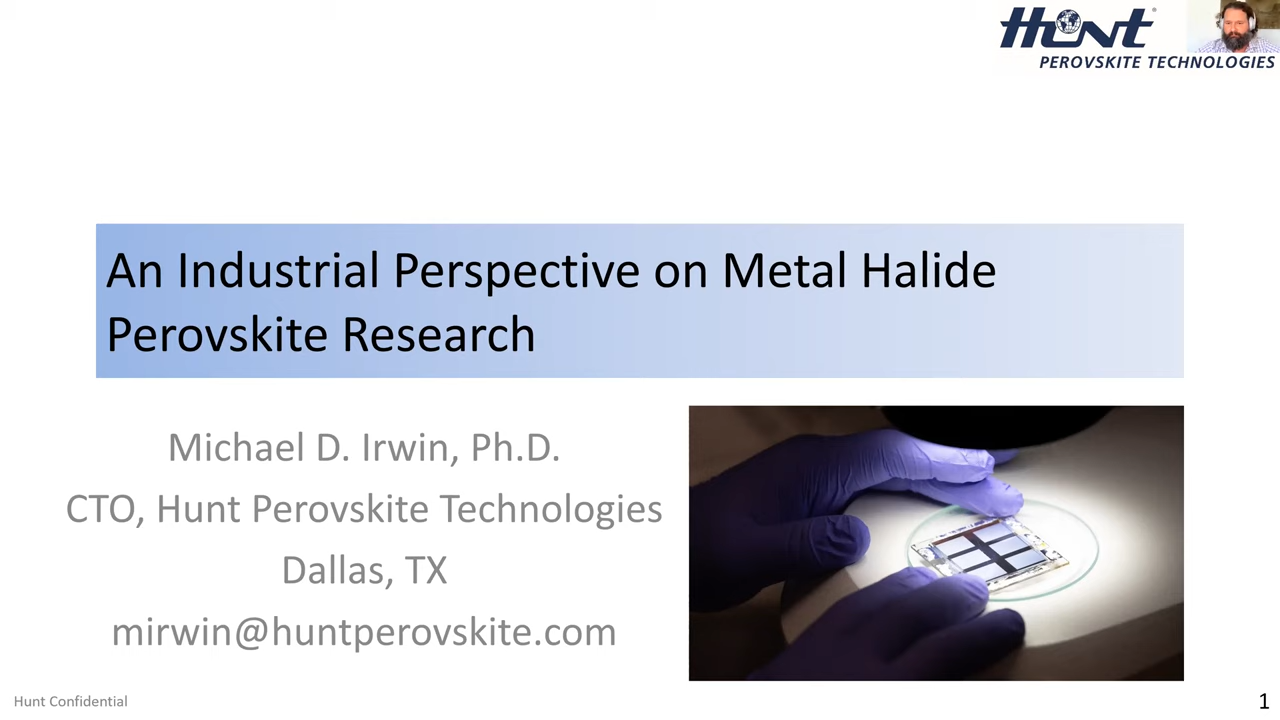 Hunt
PEROVSKITE TECHNOLOGIES
An Industrial Perspective on Metal Halide
Perovskite Research
Michael D. Irwin, Ph.D.
CTO, Hunt Perovskite Technologies
Dallas, TX
mirwin@huntperovskite.com
Hunt Confidential
1